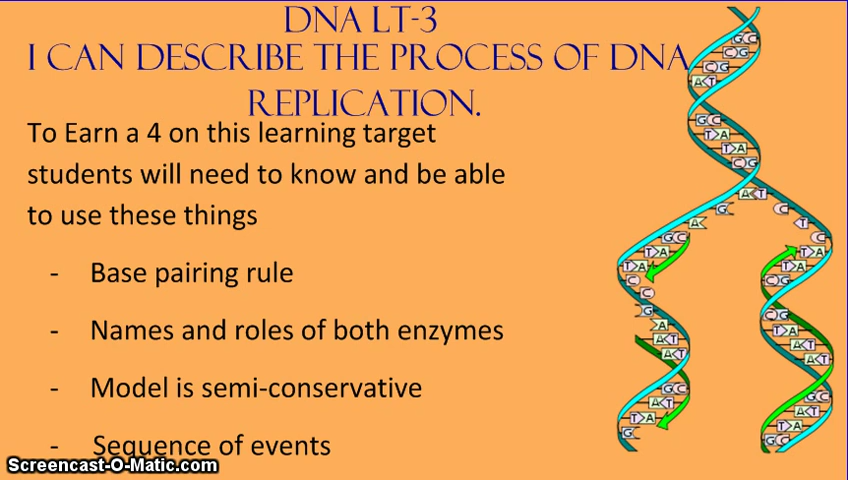 DNA LT-3
I CAN DESCRIBE THE PROCESS OF DNA
REPLICATION.
To Earn a 4 on this learning target
students will need to know and be able
to use these things
- Base pairing rule
- Names and roles of both enzymes
- Model is semi-conservative
- Sequence of events
Screencast-O-Matic.com